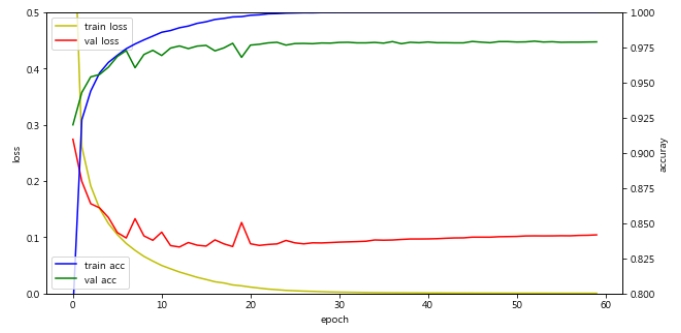 0.5
0.4
0.3
0.2
0.1
0.0
loss
train loss
val loss
train acc
val acc
1.000
0.975
0.950
0.925
0.900
0.875
0.850
0.825
0.800
accuray
0 10 20 30 40 50 60
epoch